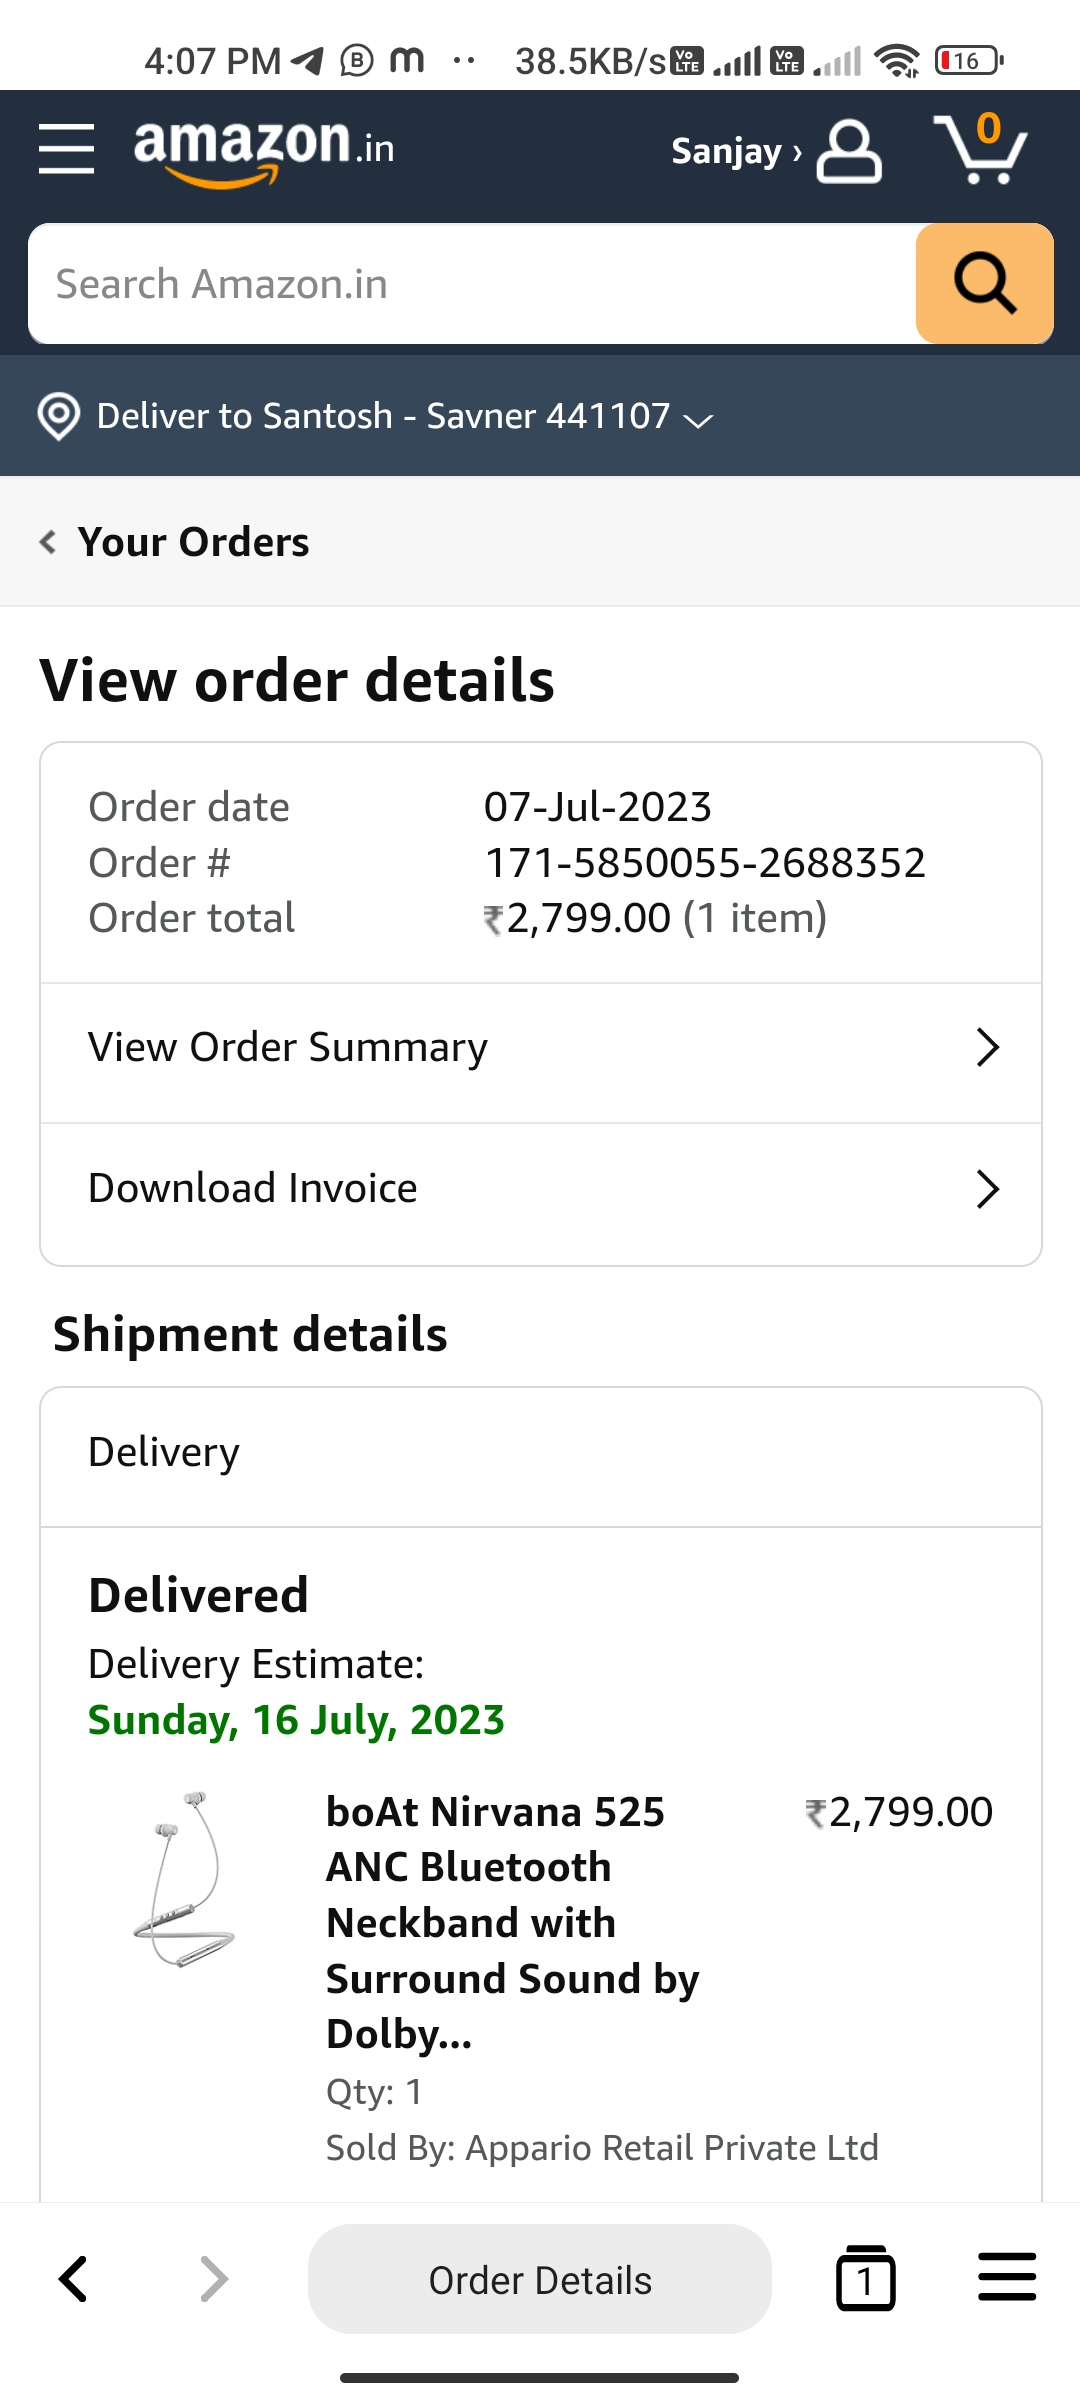 4:07 PM 38.5KB/s Vo LTE Vo LTE 16
amazon.in Sanjay › 0
Search Amazon.in
Deliver to Santosh - Savner 441107
Your Orders
View order details
Order date 07-Jul-2023
Order # 171-5850055-2688352
Order total ₹2,799.00 (1 item)
View Order Summary
Download Invoice
Shipment details
Delivery
Delivered
Delivery Estimate:
Sunday, 16 July, 2023
boAt Nirvana 525 ₹2,799.00
ANC Bluetooth
Neckband with
Surround Sound by
Dolby...
Qty: 1
Sold By: Appario Retail Private Ltd
Order Details 1